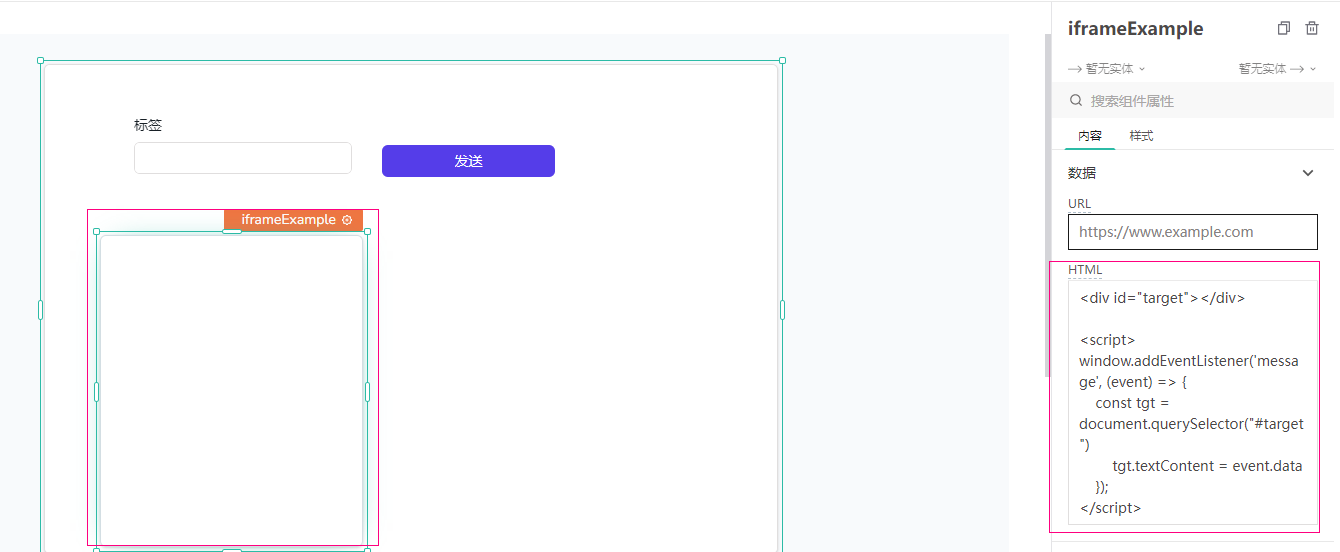 iframeExample
暂无实体
暂无实体
搜索组件属性
内容 样式
数据
URL
https://www.example.com
HTML
<div id="target"></div>
<script>
window.addEventListener('messa
ge', (event) => {
const tgt =
document.querySelector("#target
")
tgt.textContent = event.data
});
</script>
标签
发送
iframeExample